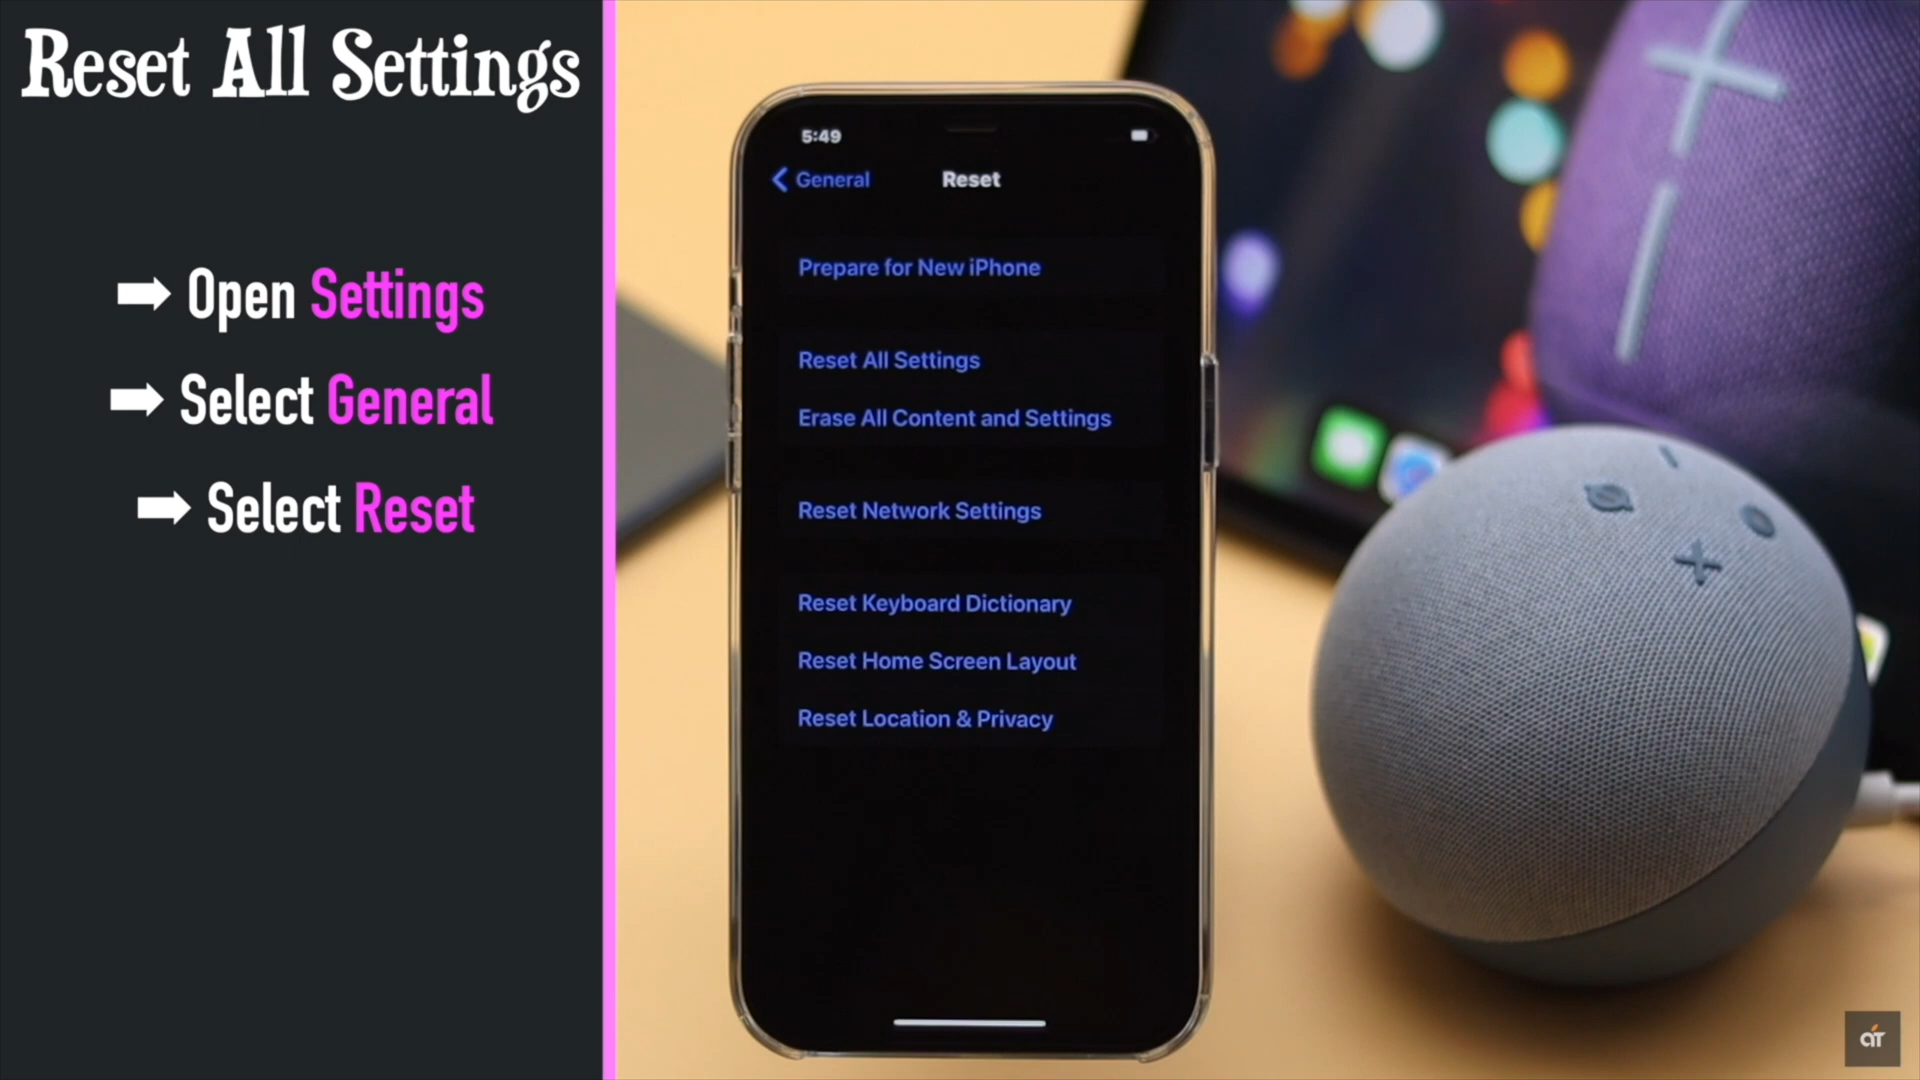 Reset All Settings
➡ Open Settings
➡ Select General
➡ Select Reset
5:49
General
Reset
Prepare for New iPhone
Reset All Settings
Erase All Content and Settings
Reset Network Settings
Reset Keyboard Dictionary
Reset Home Screen Layout
Reset Location & Privacy
aT